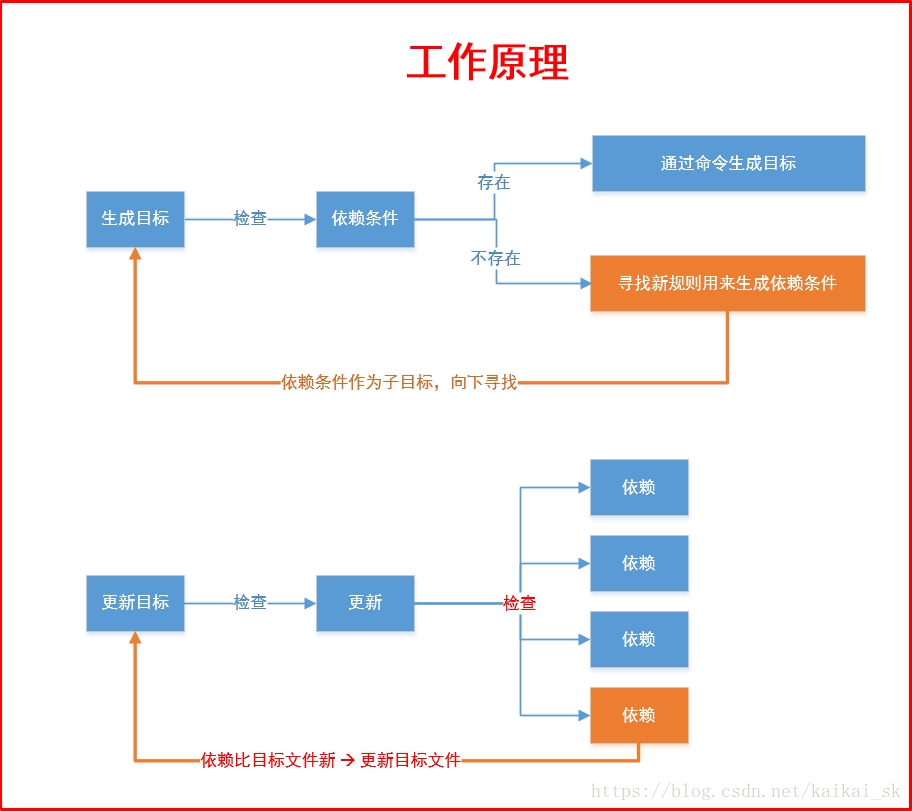 工作原理
通过命令生成目标
存在
生成目标
检查
依赖条件
不存在
寻找新规则用来生成依赖条件
依赖条件作为子目标，向下寻找
依赖
依赖
更新目标
检查
更新
检查
依赖
依赖
依赖比目标文件新 → 更新目标文件
https://blog.csdn.net/kaikai_sk